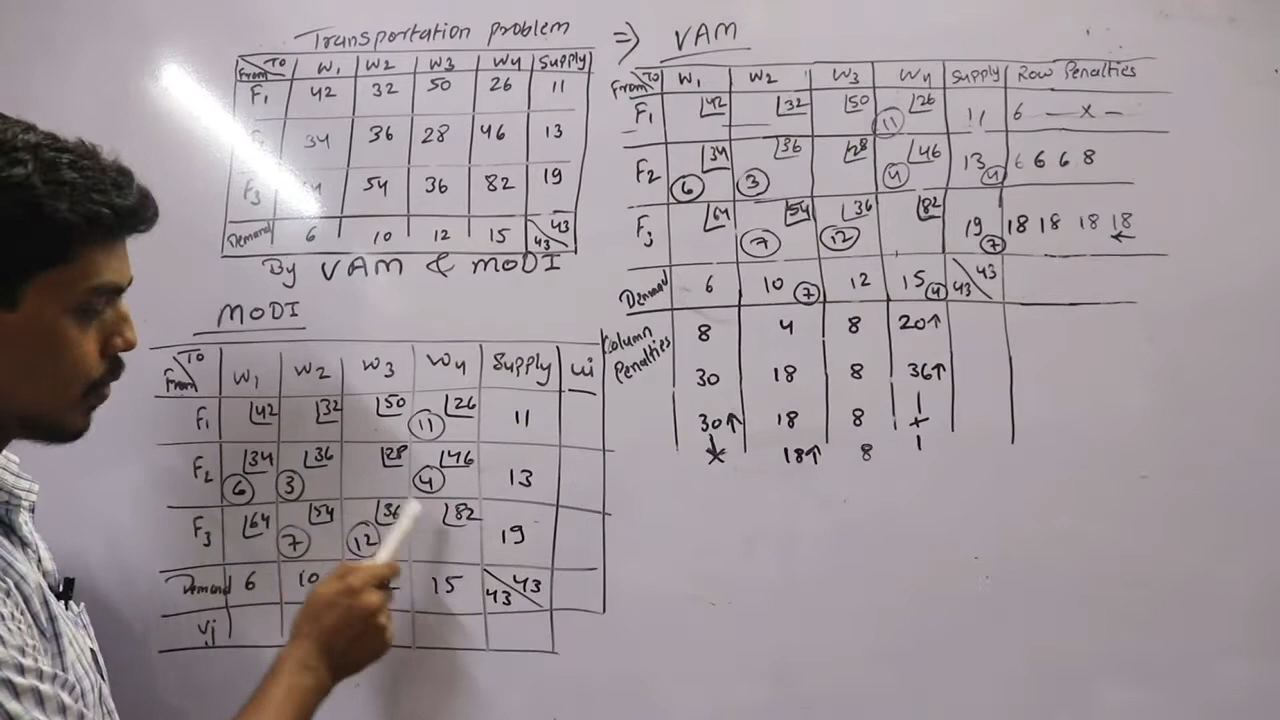 Transportation problem
From TO W1 W2 W3 W4 Supply
F1 42 32 50 26 11
34 36 28 46 13
F3 54 36 82 19
Demand 6 10 12 15 43 43
By VAM & MODI
=) VAM
From TO W1 W2 W3 W4 Supply Row Penalties
F1 42 32 50 26 11 11 6 — x —
F2 34 6 36 3 28 46 4 13 4 6 6 6 8
F3 64 54 7 36 12 82 19 7 18 18 18 18
Demand 6 10 7 12 15 4 43 43
Column Penalties 8 4 8 20↑
30 18 8 36↑
30↑ 18 8
x 18↑ 8
MODI
From TO W1 W2 W3 W4 Supply ui
F1 42 32 50 26 11 11
F2 34 6 36 3 28 46 4 13
F3 64 54 7 36 12 82 19
Demand 6 10 15 43 43
Vj